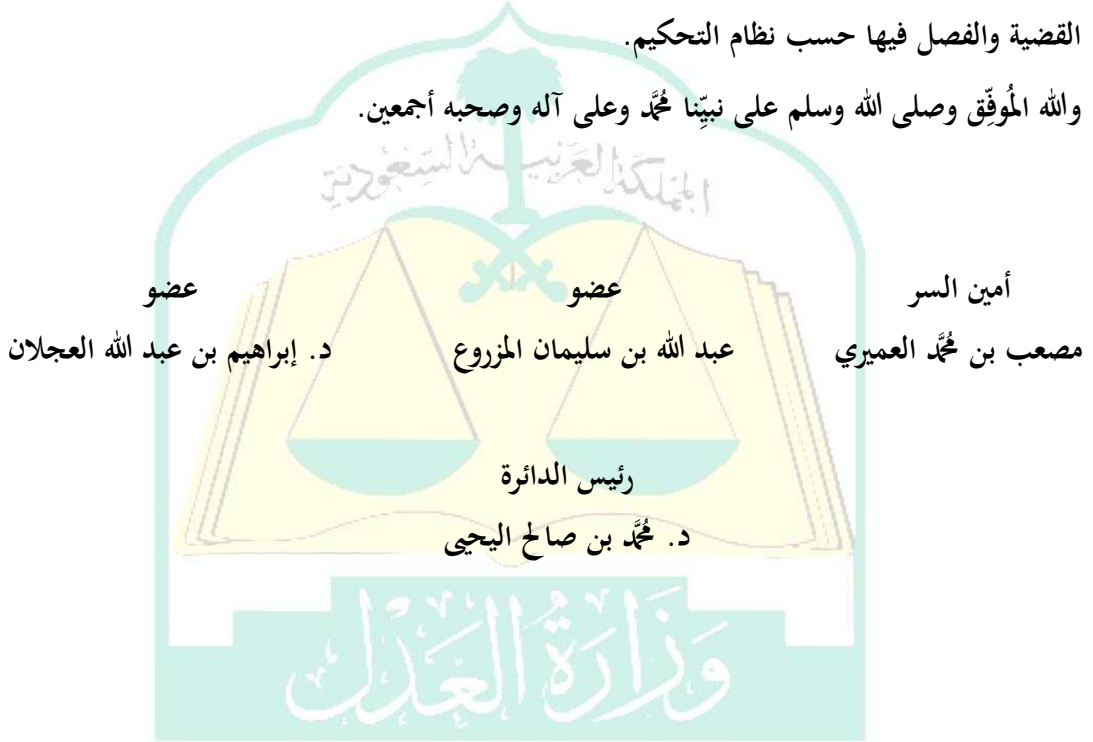 القضية والفصل فيها حسب نظام التحكيم.
والله المُوفِّق وصلى الله وسلم على نبيِّنا مُحَمَّد وعلى آله وصحبه أجمعين.
المملكة العربية السعودية
أمين السر عضو عضو
مصعب بن مُحَمَّد العميري عبد الله بن سليمان المزروع د. إبراهيم بن عبد الله العجلان
رئيس الدائرة
د. مُحَمَّد بن صالح اليحيى
وَزَارَةُ العَدْل